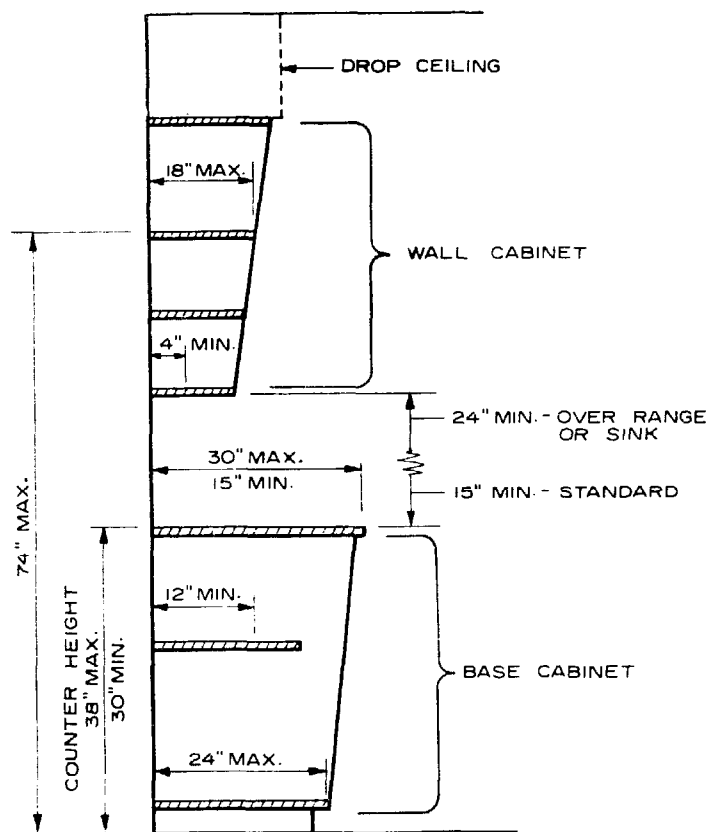 DROP CEILING
18" MAX.
WALL CABINET
4" MIN.
24" MIN. - OVER RANGE
OR SINK
30" MAX.
15" MIN.
15" MIN. - STANDARD
74" MAX.
COUNTER HEIGHT
38" MAX.
30" MIN.
12" MIN.
BASE CABINET
24" MAX.